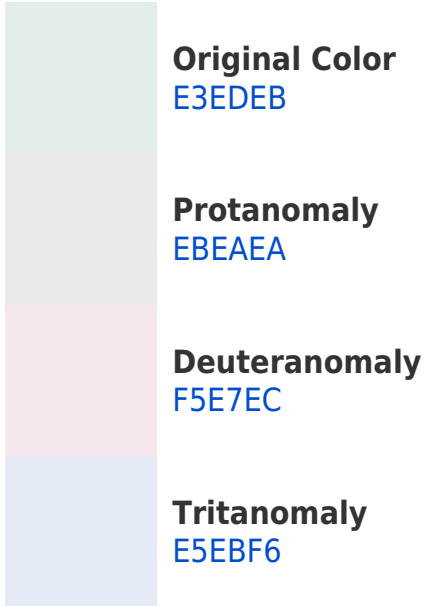 Original Color
E3EDEB
Protanomaly
EBEAEA
Deuteranomaly
F5E7EC
Tritanomaly
E5EBF6